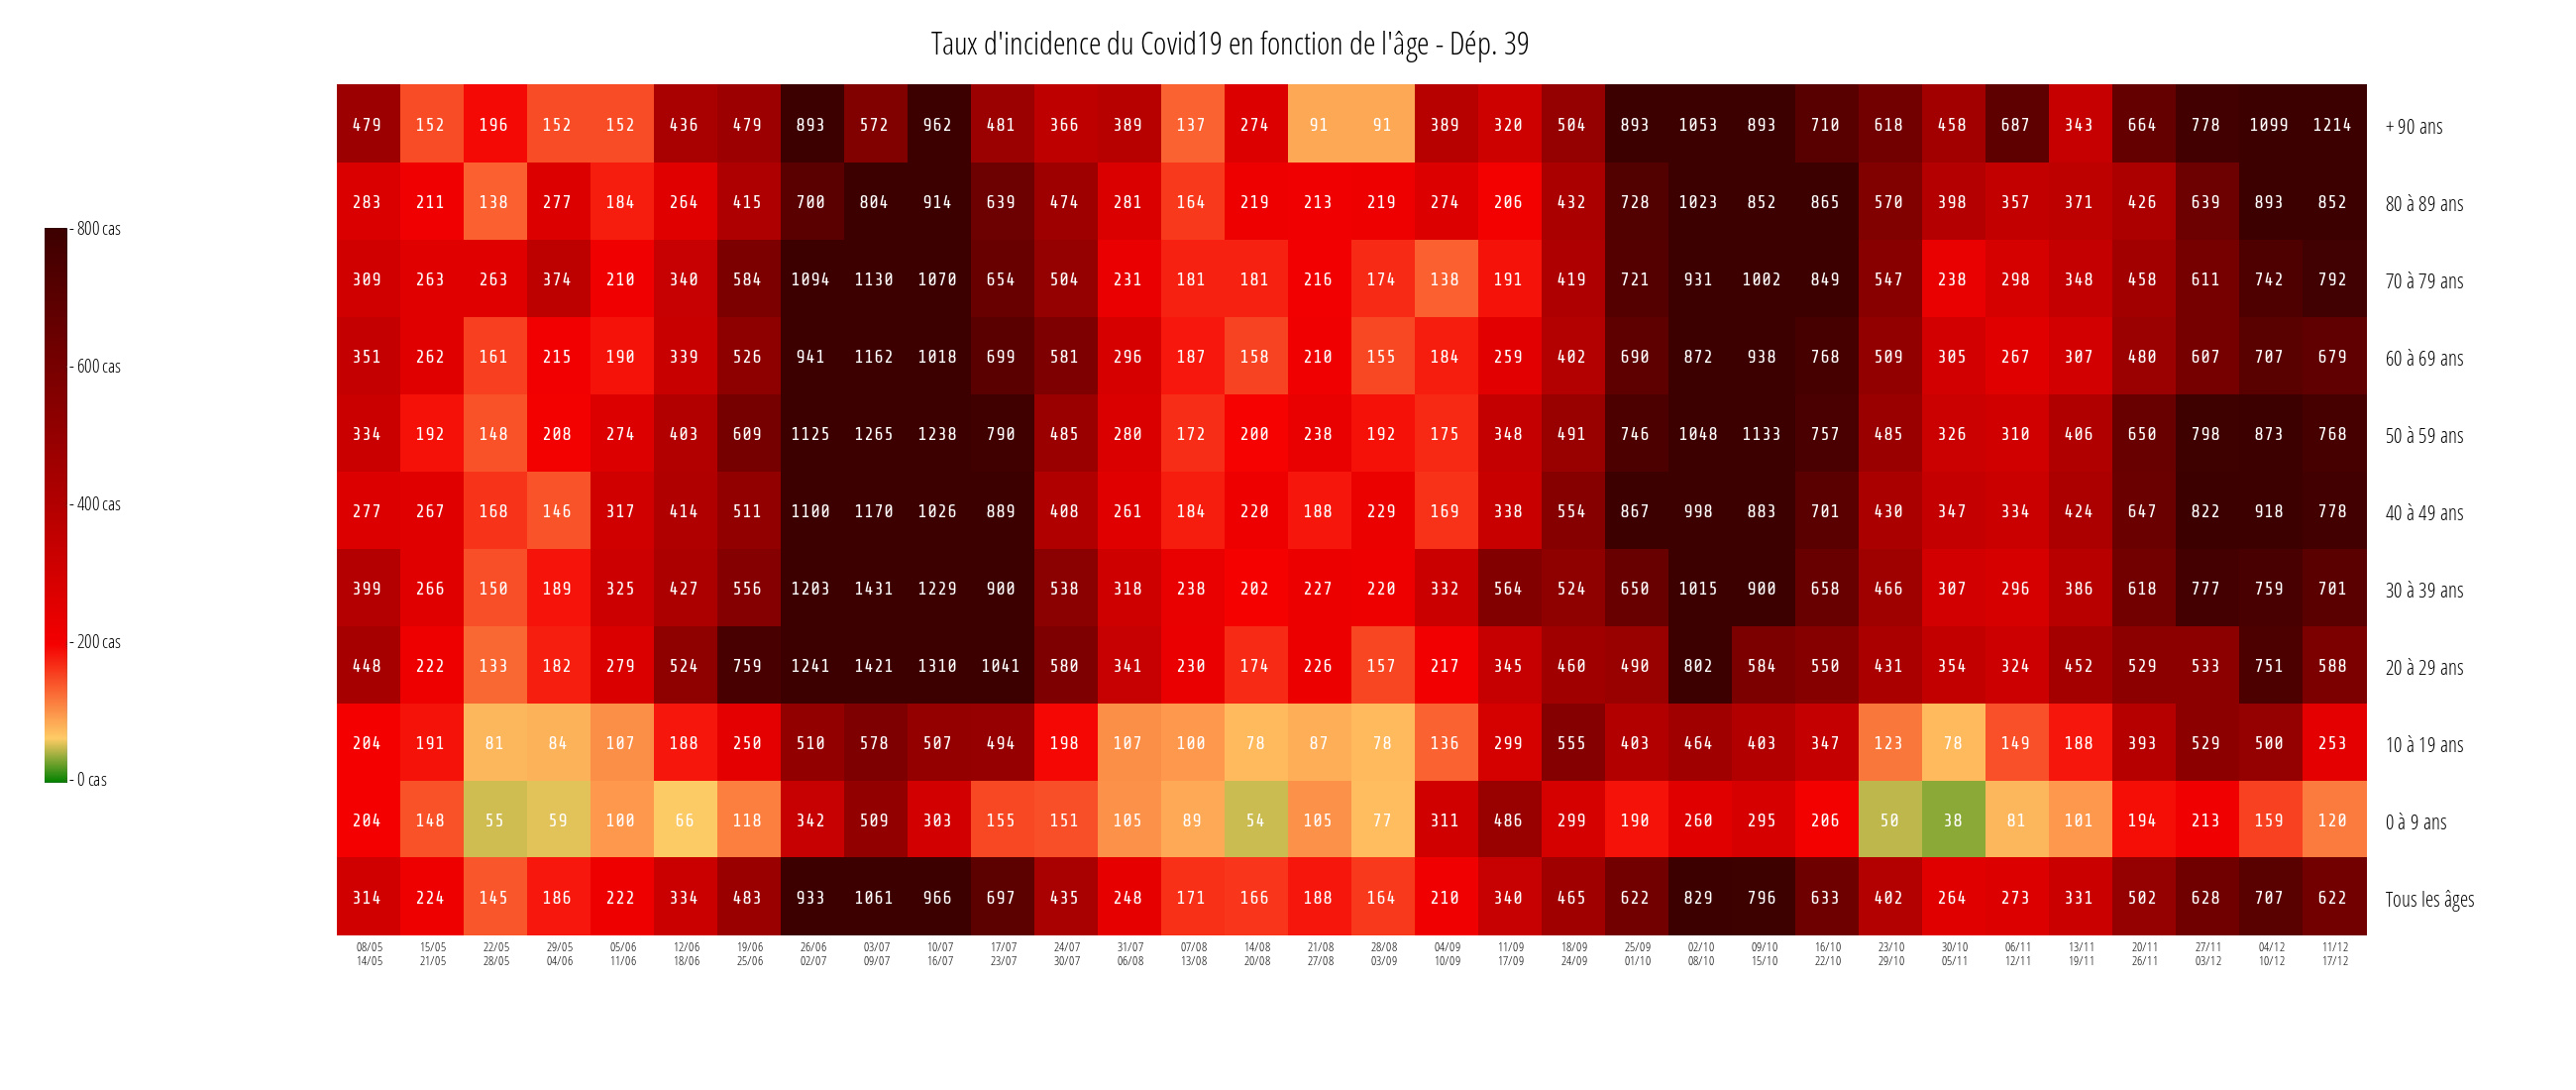 Taux d'incidence du Covid19 en fonction de l'âge - Dép. 39
- 800 cas
- 600 cas
- 400 cas
- 200 cas
- 0 cas
479 152 196 152 152 436 479 893 572 962 481 366 389 137 274 91 91 389 320 504 893 1053 893 710 618 458 687 343 664 778 1099 1214 + 90 ans
283 211 138 277 184 264 415 700 804 914 639 474 281 164 219 213 219 274 206 432 728 1023 852 865 570 398 357 371 426 639 893 852 80 à 89 ans
309 263 263 374 210 340 584 1094 1130 1070 654 504 231 181 181 216 174 138 191 419 721 931 1002 849 547 238 298 348 458 611 742 792 70 à 79 ans
351 262 161 215 190 339 526 941 1162 1018 699 581 296 187 158 210 155 184 259 402 690 872 938 768 509 305 267 307 480 607 707 679 60 à 69 ans
334 192 148 208 274 403 609 1125 1265 1238 790 485 280 172 200 238 192 175 348 491 746 1048 1133 757 485 326 310 406 650 798 873 768 50 à 59 ans
277 267 168 146 317 414 511 1100 1170 1026 889 408 261 184 220 188 229 169 338 554 867 998 883 701 430 347 334 424 647 822 918 778 40 à 49 ans
399 266 150 189 325 427 556 1203 1431 1229 900 538 318 238 202 227 220 332 564 524 650 1015 900 658 466 307 296 386 618 777 759 701 30 à 39 ans
448 222 133 182 279 524 759 1241 1421 1310 1041 580 341 230 174 226 157 217 345 460 490 802 584 550 431 354 324 452 529 533 751 588 20 à 29 ans
204 191 81 84 107 188 250 510 578 507 494 198 107 100 78 87 78 136 299 555 403 464 403 347 123 78 149 188 393 529 500 253 10 à 19 ans
204 148 55 59 100 66 118 342 509 303 155 151 105 89 54 105 77 311 486 299 190 260 295 206 50 38 81 101 194 213 159 120 0 à 9 ans
314 224 145 186 222 334 483 933 1061 966 697 435 248 171 166 188 164 210 340 465 622 829 796 633 402 264 273 331 502 628 707 622 Tous les âges
08/05 15/05 22/05 29/05 05/06 12/06 19/06 26/06 03/07 10/07 17/07 24/07 31/07 07/08 14/08 21/08 28/08 04/09 11/09 18/09 25/09 02/10 09/10 16/10 23/10 30/10 06/11 13/11 20/11 27/11 04/12 11/12
14/05 21/05 28/05 04/06 11/06 18/06 25/06 02/07 09/07 16/07 23/07 30/07 06/08 13/08 20/08 27/08 03/09 10/09 17/09 24/09 01/10 08/10 15/10 22/10 29/10 05/11 12/11 19/11 26/11 03/12 10/12 17/12